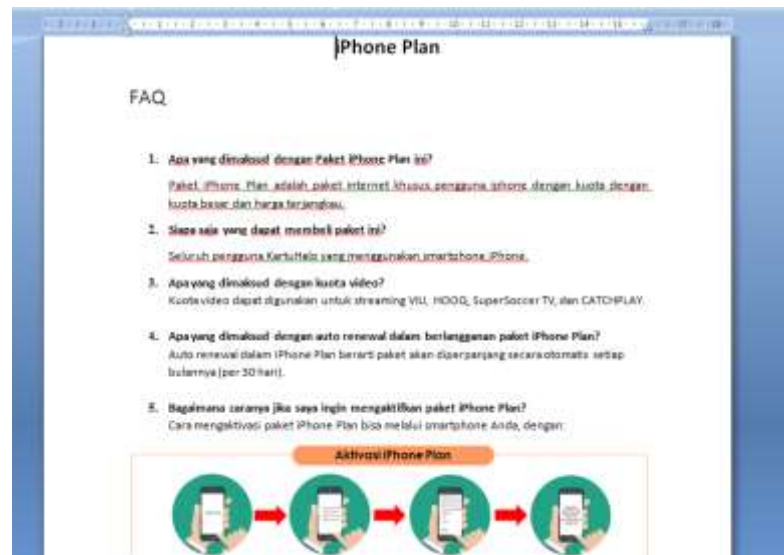 iPhone Plan
FAQ
1. Apa yang dimaksud dengan Paket iPhone Plan ini?
Paket iPhone Plan adalah paket internet khusus pengguna iphone dengan kuota dengan
kuota besar dan harga terjangkau.
2. Siapa saja yang dapat membeli paket ini?
Seluruh pengguna KartuHalo yang menggunakan smartphone iPhone.
3. Apa yang dimaksud dengan kuota video?
Kuota video dapat digunakan untuk streaming VIU, HOOQ, SuperSoccer TV, dan CATCHPLAY.
4. Apa yang dimaksud dengan auto renewal dalam berlangganan paket iPhone Plan?
Auto renewal dalam iPhone Plan berarti paket akan diperpanjang secara otomatis setiap
bulannya (per 30 hari).
5. Bagaimana caranya jika saya ingin mengaktifkan paket iPhone Plan?
Cara mengaktivasi paket iPhone Plan bisa melalui smartphone Anda, dengan:
Aktivasi iPhone Plan